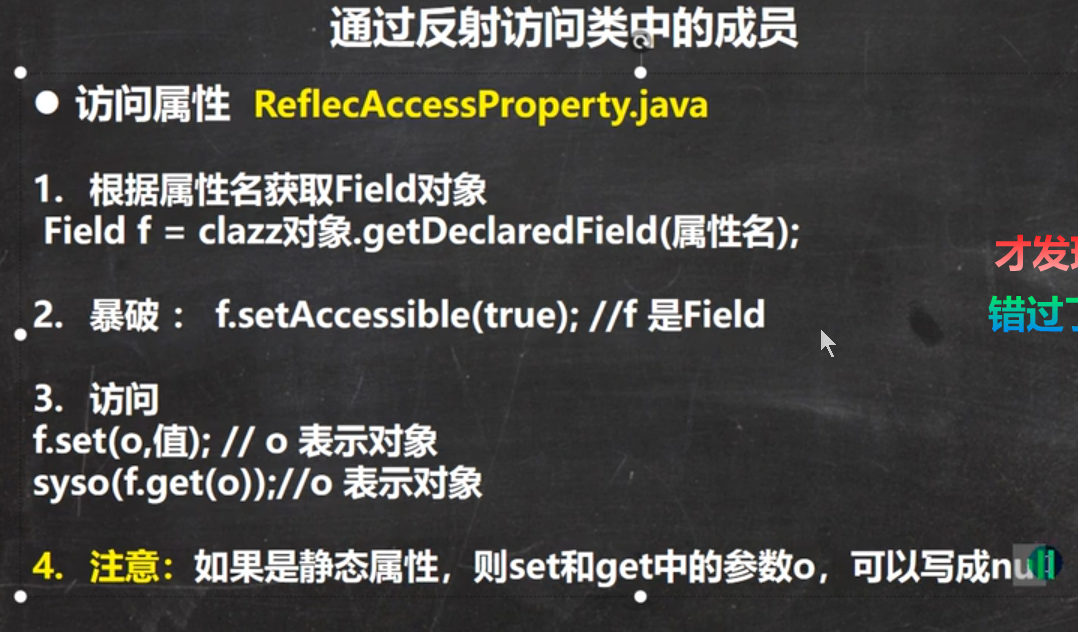 通过反射访问类中的成员
● 访问属性 ReflecAccessProperty.java
1. 根据属性名获取Field对象
Field f = clazz对象.getDeclaredField(属性名);
2. 暴破 : f.setAccessible(true); //f 是Field
3. 访问
f.set(o,值); // o 表示对象
syso(f.get(o));//o 表示对象
4. 注意：如果是静态属性，则set和get中的参数o，可以写成null
才发现
错过了